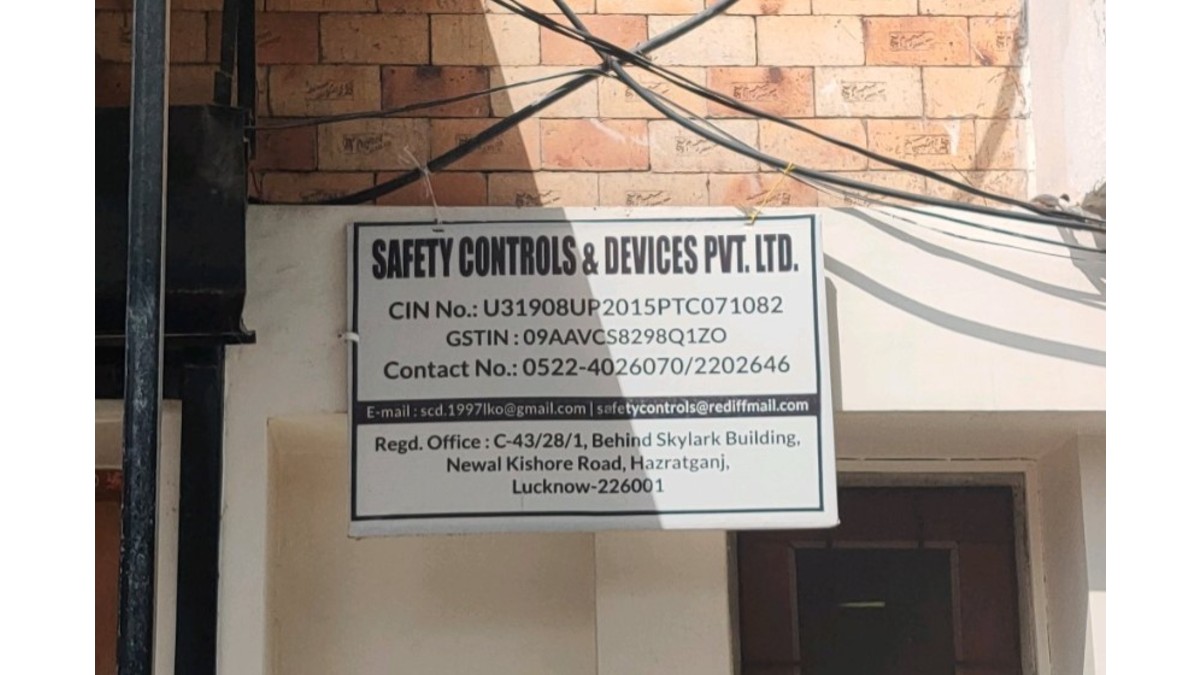 SAFETY CONTROLS & DEVICES PVT. LTD.
CIN No.: U31908UP2015PTC071082
GSTIN : 09AAVCS8298Q1ZO
Contact No.: 0522-4026070/2202646
E-mail : scd.1997lko@gmail.com | safetycontrols@rediffmail.com
Regd. Office : C-43/28/1, Behind Skylark Building,
Newal Kishore Road, Hazratganj,
Lucknow-226001